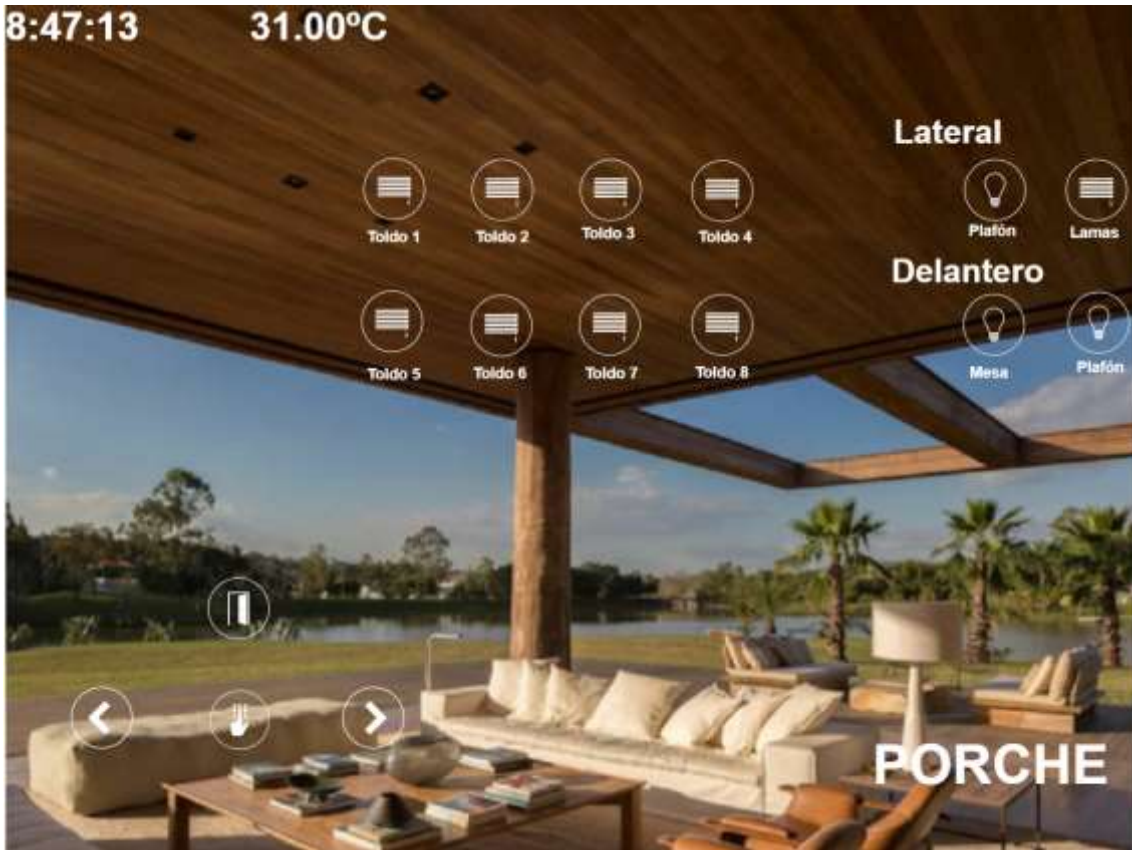 8:47:13 31.00ºC
Lateral
Toldo 1 Toldo 2 Toldo 3 Toldo 4 Plafón Lamas
Delantero
Toldo 5 Toldo 6 Toldo 7 Toldo 8 Mesa Plafón
PORCHE